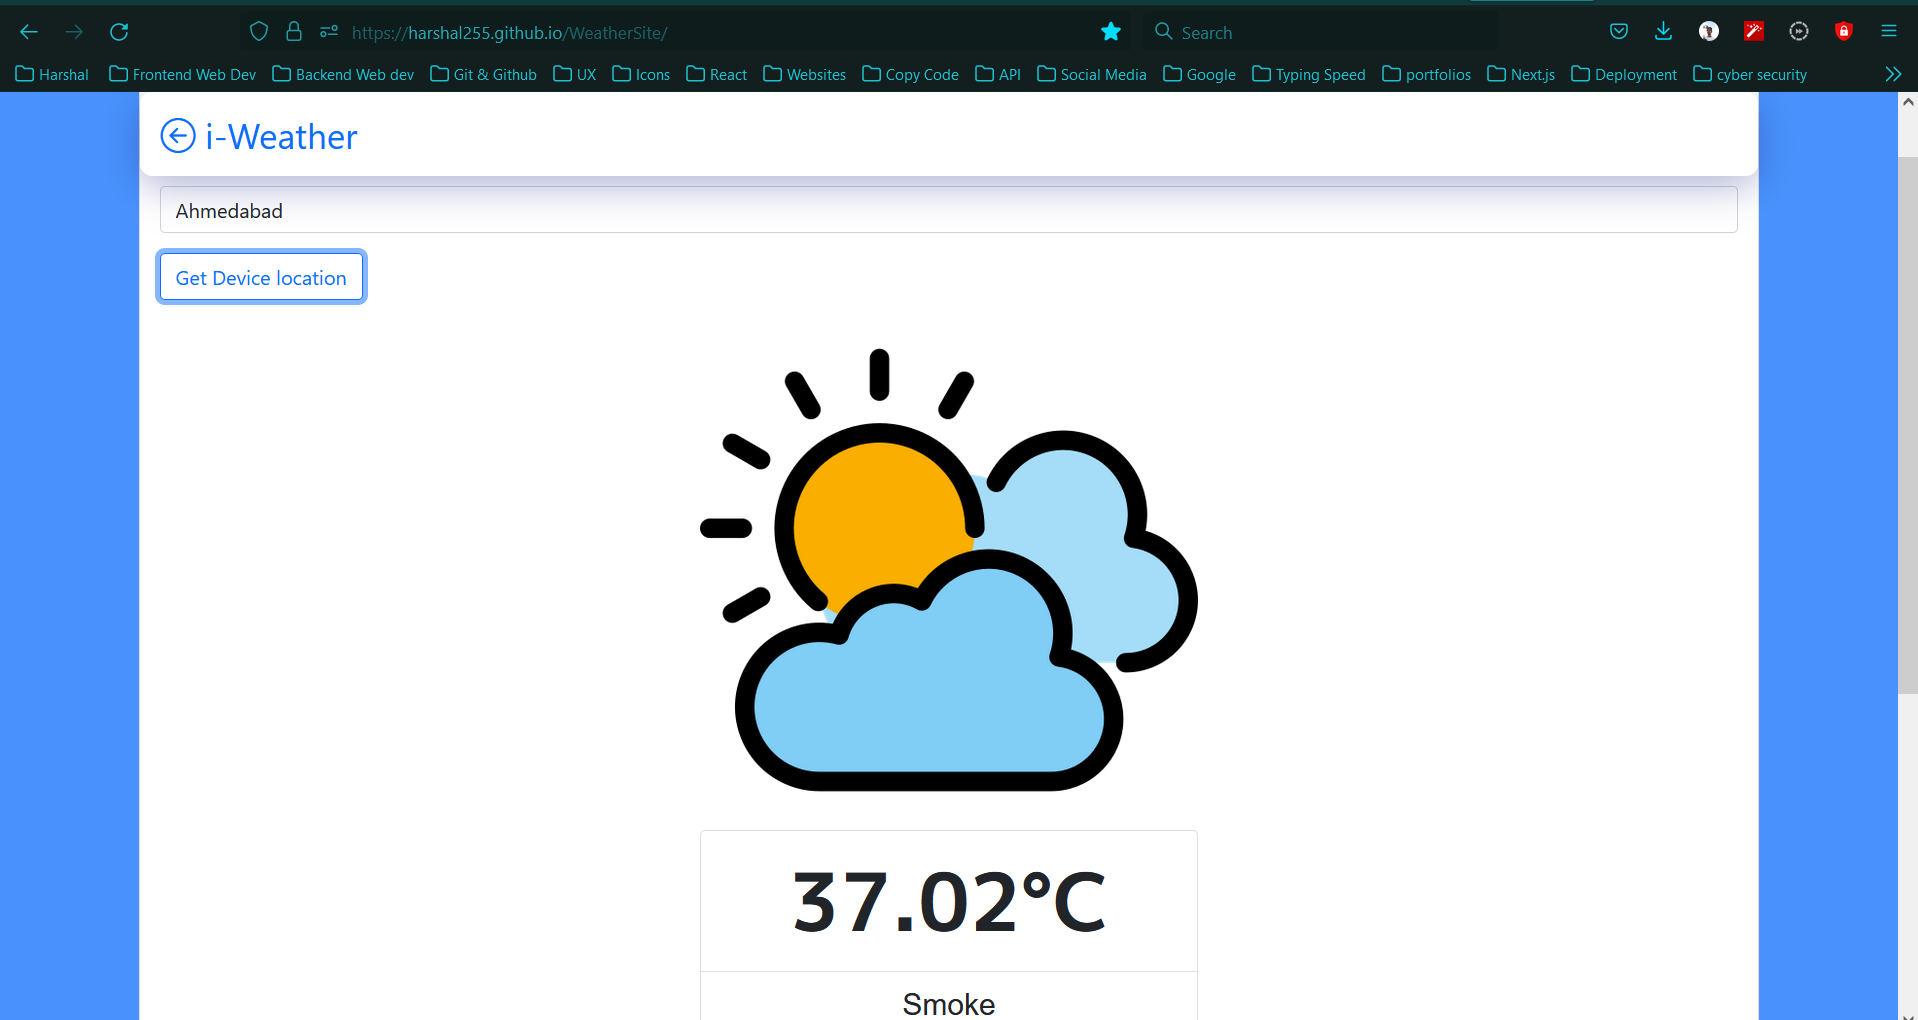 https://harshal255.github.io/WeatherSite/
Search
Harshal
Frontend Web Dev
Backend Web dev
Git & Github
UX
Icons
React
Websites
Copy Code
API
Social Media
Google
Typing Speed
portfolios
Next.js
Deployment
cyber security
i-Weather
Ahmedabad
Get Device location
37.02°C
Smoke